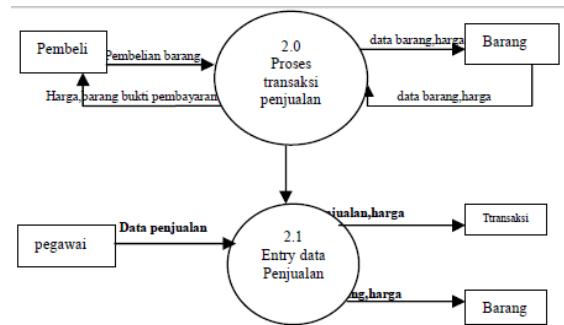 Pembeli
Pembelian barang
Harga,barang bukti pembayaran
2.0
Proses
transaksi
penjualan
data barang,harga
Barang
data barang,harga
pegawai
Data penjualan
2.1
Entry data
Penjualan
njualan,harga
Ttransaksi
ng,harga
Barang